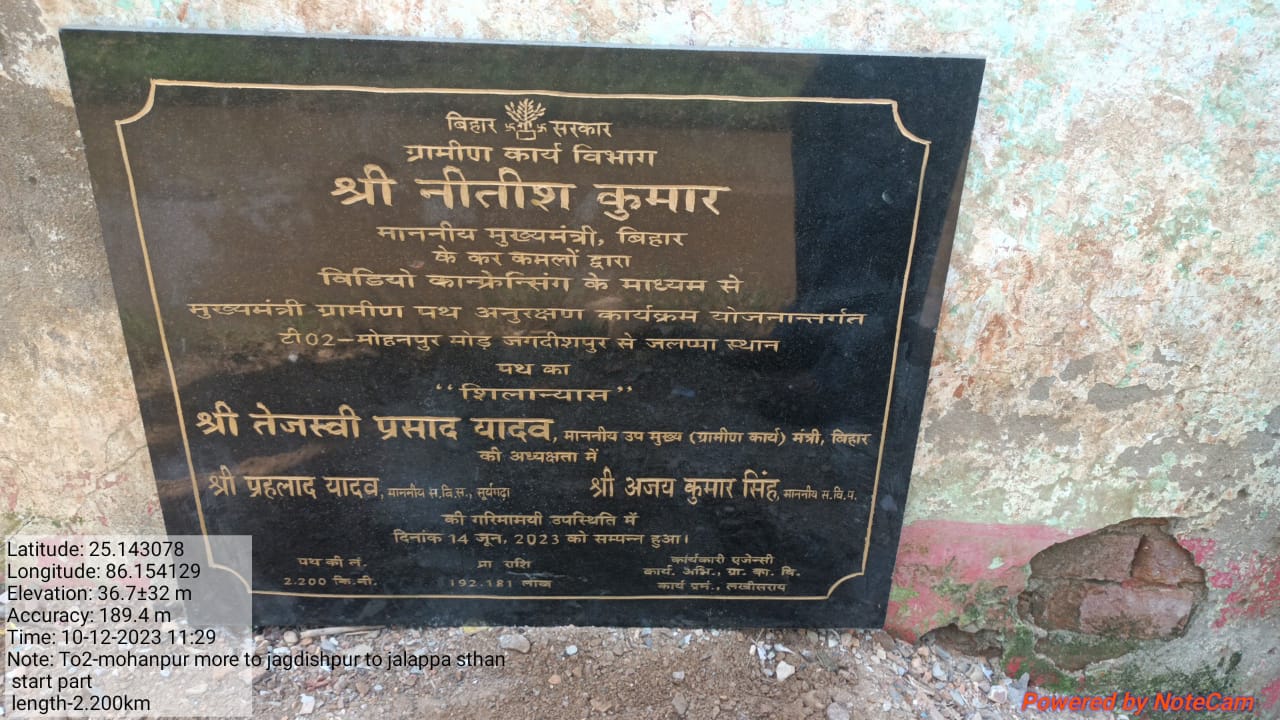 बिहार सरकार
ग्रामीण कार्य विभाग
श्री नीतीश कुमार
माननीय मुख्यमंत्री, बिहार
के कर कमलों द्वारा
विडियो कान्फ्रेन्सिंग के माध्यम से
मुख्यमंत्री ग्रामीण पथ अनुरक्षण कार्यक्रम योजनान्तर्गत
टी02-मोहनपुर मोड़ जगदीशपुर से जलप्पा स्थान
पथ का
“शिलान्यास”
श्री तेजस्वी प्रसाद यादव, माननीय उप मुख्य (ग्रामीण कार्य) मंत्री, बिहार
की अध्यक्षता में
श्री प्रहलाद यादव, माननीय स.वि.स., सूर्यगढ़ा श्री अजय कुमार सिंह, माननीय स.वि.प.
की गरिमामयी उपस्थिति में
दिनांक 14 जून, 2023 को सम्पन्न हुआ।
पथ की नं. प्रा राशि कार्यकारी एजेन्सी
2.200 कि.मी. 192.181 लाख कार्य. अभि., ग्रा. का. वि.
कार्य प्रमं., लखीसराय
Latitude: 25.143078
Longitude: 86.154129
Elevation: 36.7±32 m
Accuracy: 189.4 m
Time: 10-12-2023 11:29
Note: To2-mohanpur more to jagdishpur to jalappa sthan
start part
length-2.200km
Powered by NoteCam